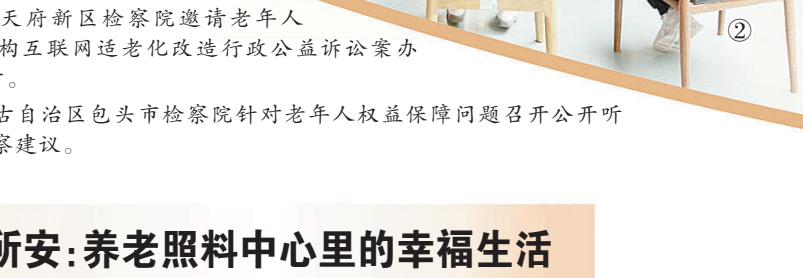 天府新区检察院邀请老年人
构互联网适老化改造行政公益诉讼案办
。
古自治区包头市检察院针对老年人权益保障问题召开公开听
察建议。
②
所安:养老照料中心里的幸福生活